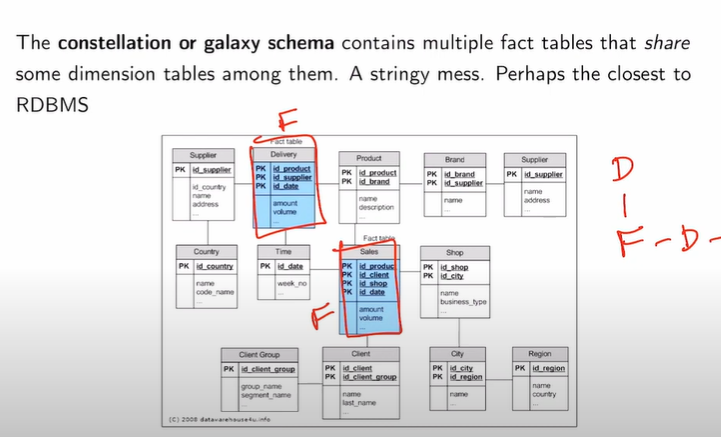 The constellation or galaxy schema contains multiple fact tables that share
some dimension tables among them. A stringy mess. Perhaps the closest to
RDBMS
F
Fact table
Supplier
PK id_supplier
id_country
name
address
...
Delivery
PK id_product
PK id_supplier
PK id_date
amount
volume
...
Product
PK id_product
PK id_brand
name
description
...
Brand
PK id_brand
PK id_supplier
name
...
Supplier
PK id_supplier
name
address
...
D
F - D -
Country
PK id_country
name
code_name
...
Time
PK id_date
week_no
...
Fact table
Sales
PK id_product
PK id_client
PK id_shop
PK id_date
amount
volume
...
F
Shop
PK id_shop
PK id_city
name
business_type
...
Client Group
PK id_client_group
group_name
segment_name
...
Client
PK id_client
PK id_client_group
name
last_name
...
City
PK id_city
PK id_region
name
...
Region
PK id_region
name
country
...
(C) 2008 datawarehouse4u.info